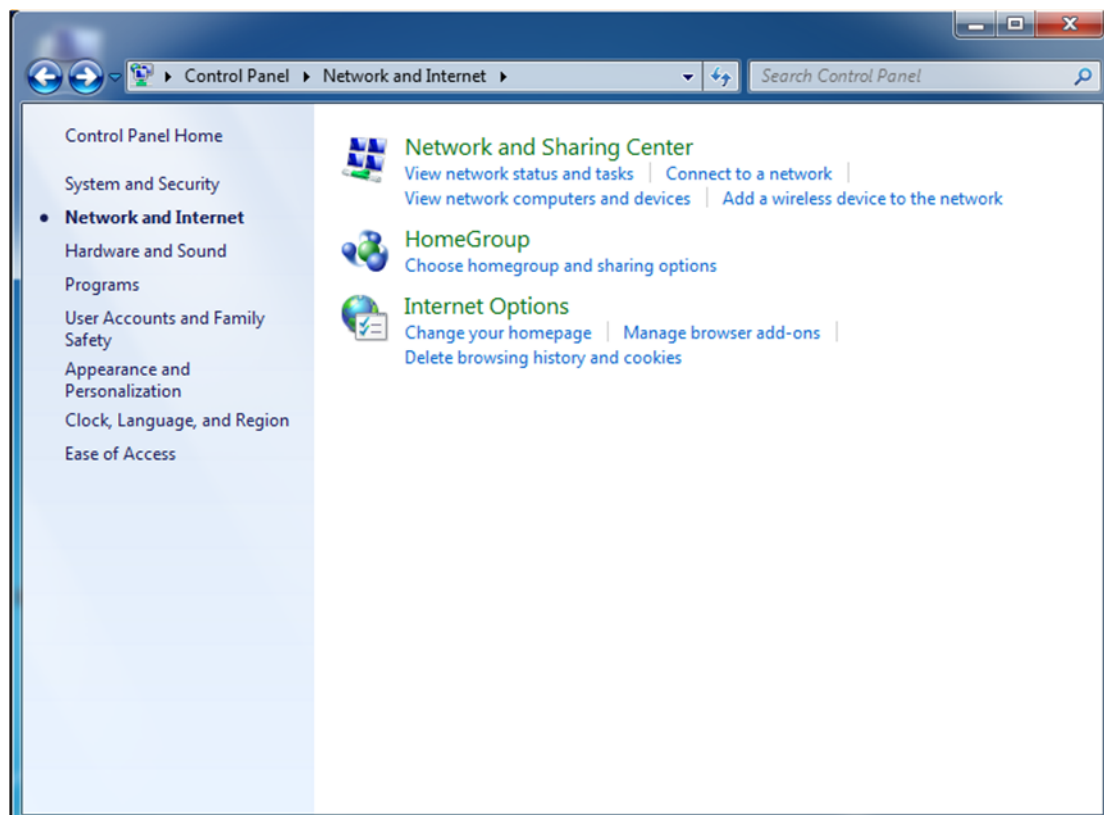 Control Panel Network and Internet
Search Control Panel
Control Panel Home
System and Security
Network and Internet
Hardware and Sound
Programs
User Accounts and Family
Safety
Appearance and
Personalization
Clock, Language, and Region
Ease of Access
Network and Sharing Center
View network status and tasks Connect to a network
View network computers and devices Add a wireless device to the network
HomeGroup
Choose homegroup and sharing options
Internet Options
Change your homepage Manage browser add-ons
Delete browsing history and cookies